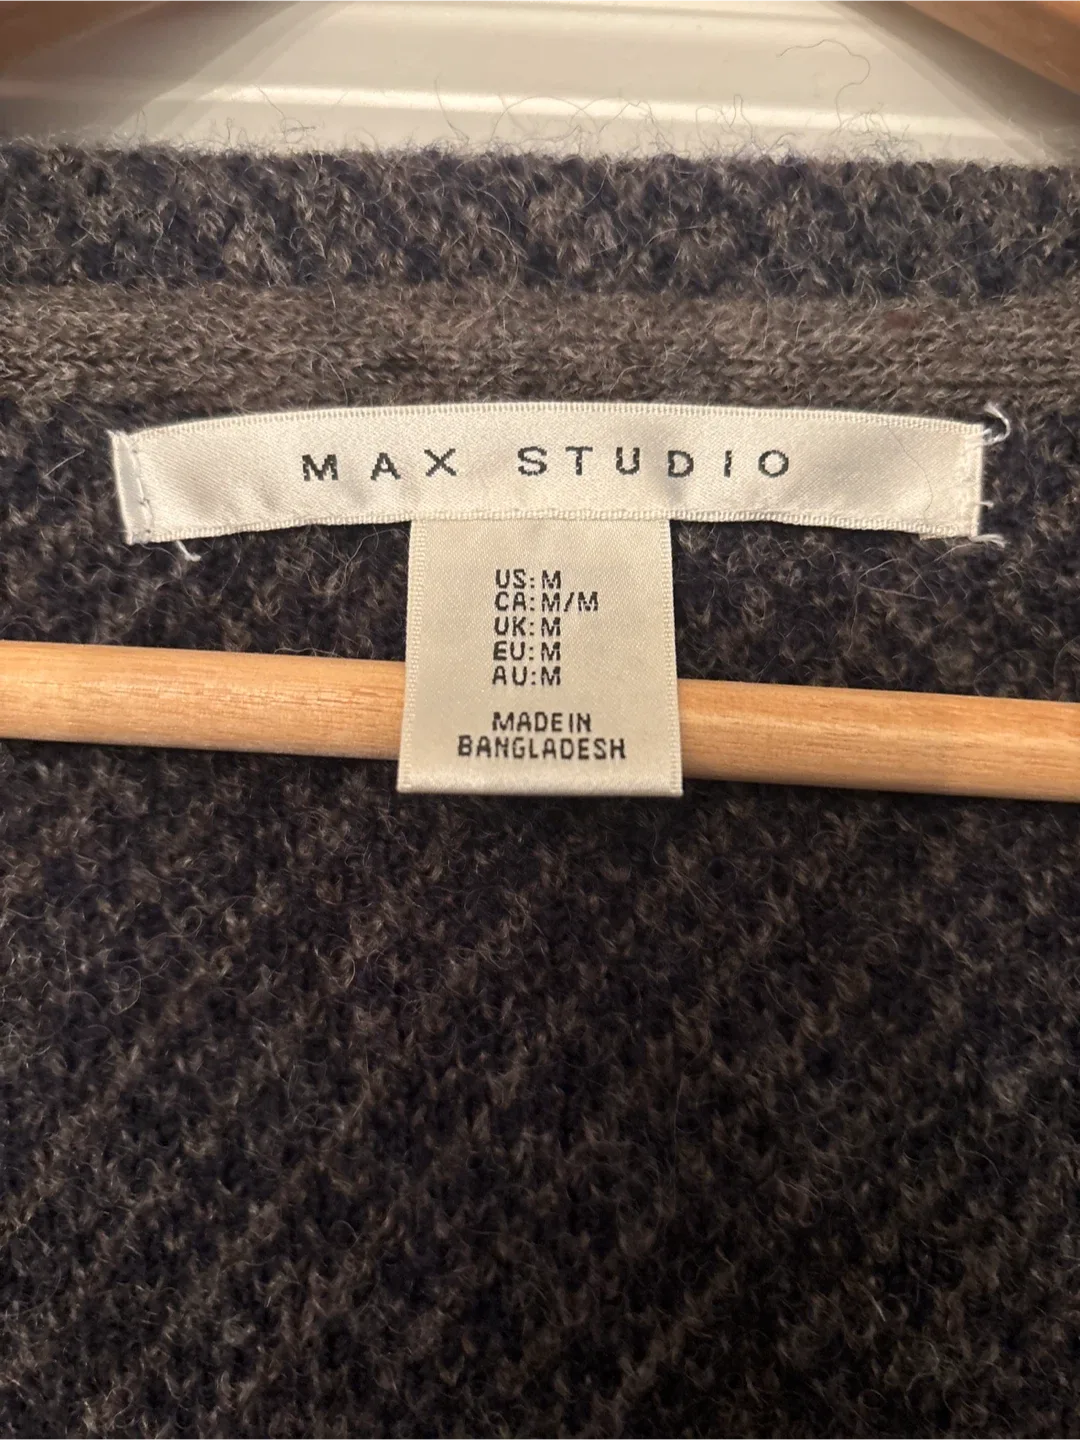 MAX STUDIO
US: M
CA: M/M
UK: M
EU: M
AU: M
MADE IN
BANGLADESH